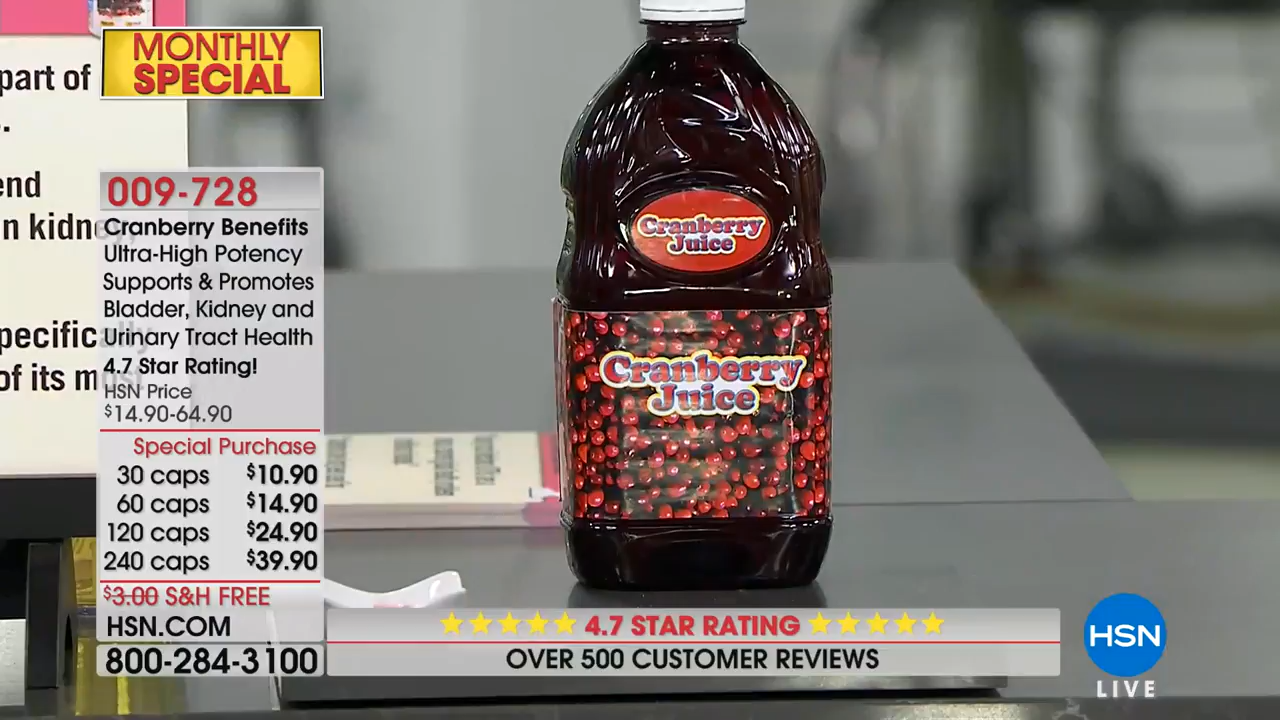 MONTHLY
SPECIAL
part of
end
n kidney,
pecifically
of its most
009-728
Cranberry Benefits
Ultra-High Potency
Supports & Promotes
Bladder, Kidney and
Urinary Tract Health
4.7 Star Rating!
HSN Price
$14.90-64.90
Special Purchase
30 caps $10.90
60 caps $14.90
120 caps $24.90
240 caps $39.90
$3.00 S&H FREE
HSN.COM
800-284-3100
Cranberry
Juice
Cranberry
Juice
4.7 STAR RATING
OVER 500 CUSTOMER REVIEWS
HSN
LIVE